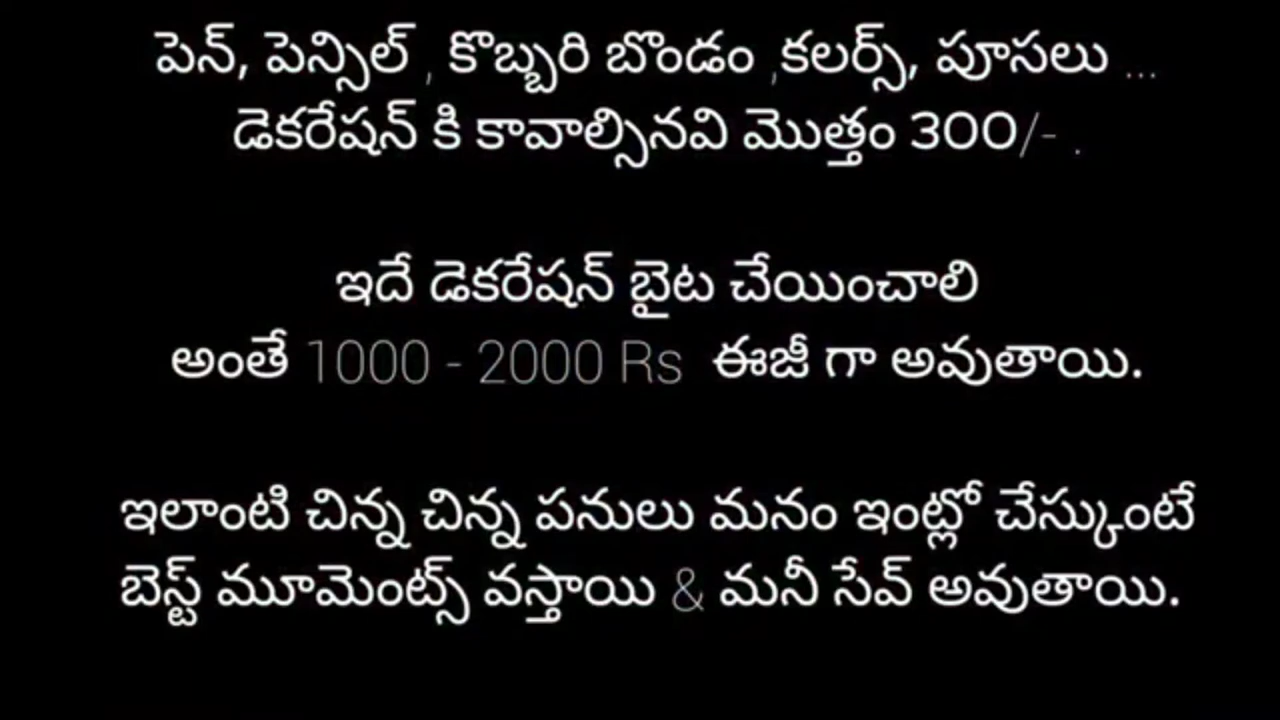 పెన్, పెన్సిల్ , కొబ్బరి బొండం ,కలర్స్, పూసలు ...
డెకరేషన్ కి కావాల్సినవి మొత్తం 300/- .
ఇదే డెకరేషన్ బైట చేయించాలి
అంతే 1000 - 2000 Rs ఈజీ గా అవుతాయి.
ఇలాంటి చిన్న చిన్న పనులు మనం ఇంట్లో చేస్కుంటే
బెస్ట్ మూమెంట్స్ వస్తాయి & మనీ సేవ్ అవుతాయి.